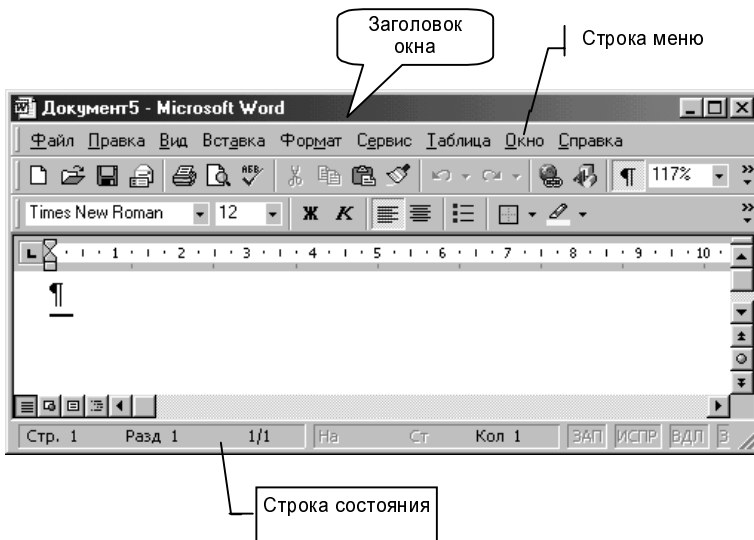 Заголовок
окна
Строка меню
Документ5 - Microsoft Word
Файл Правка Вид Вставка Формат Сервис Таблица Окно Справка
ABC ¶ 117%
Times New Roman 12 Ж К
1 2 3 4 5 6 7 8 9 10
¶
Стр. 1 Разд 1 1/1 На Ст Кол 1 ЗАП ИСПР ВДЛ З
Строка состояния